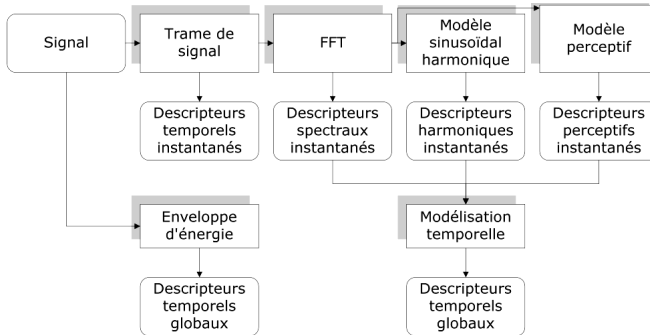 Signal
Trame de
signal
FFT
Modèle
sinusoïdal
harmonique
Modèle
perceptif
Descripteurs
temporels
instantanés
Descripteurs
spectraux
instantanés
Descripteurs
harmoniques
instantanés
Descripteurs
perceptifs
instantanés
Enveloppe
d'énergie
Modélisation
temporelle
Descripteurs
temporels
globaux
Descripteurs
temporels
globaux